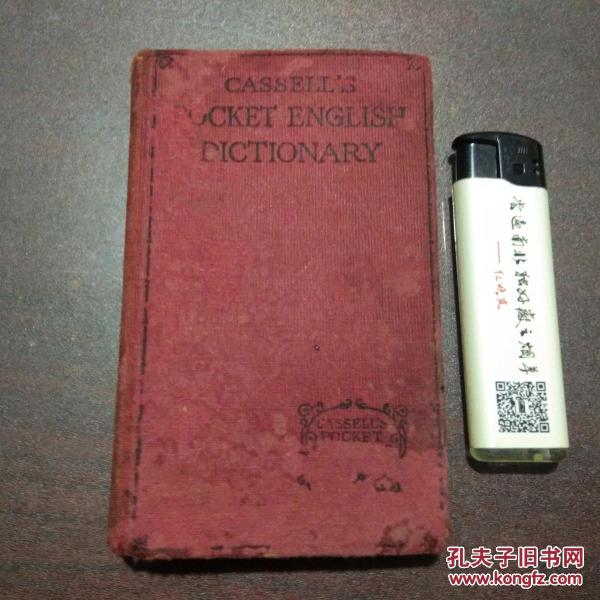 CASSELL'S
POCKET ENGLISH
DICTIONARY
CASSELL'S
POCKET
孔夫子旧书网
www.kongfz.com